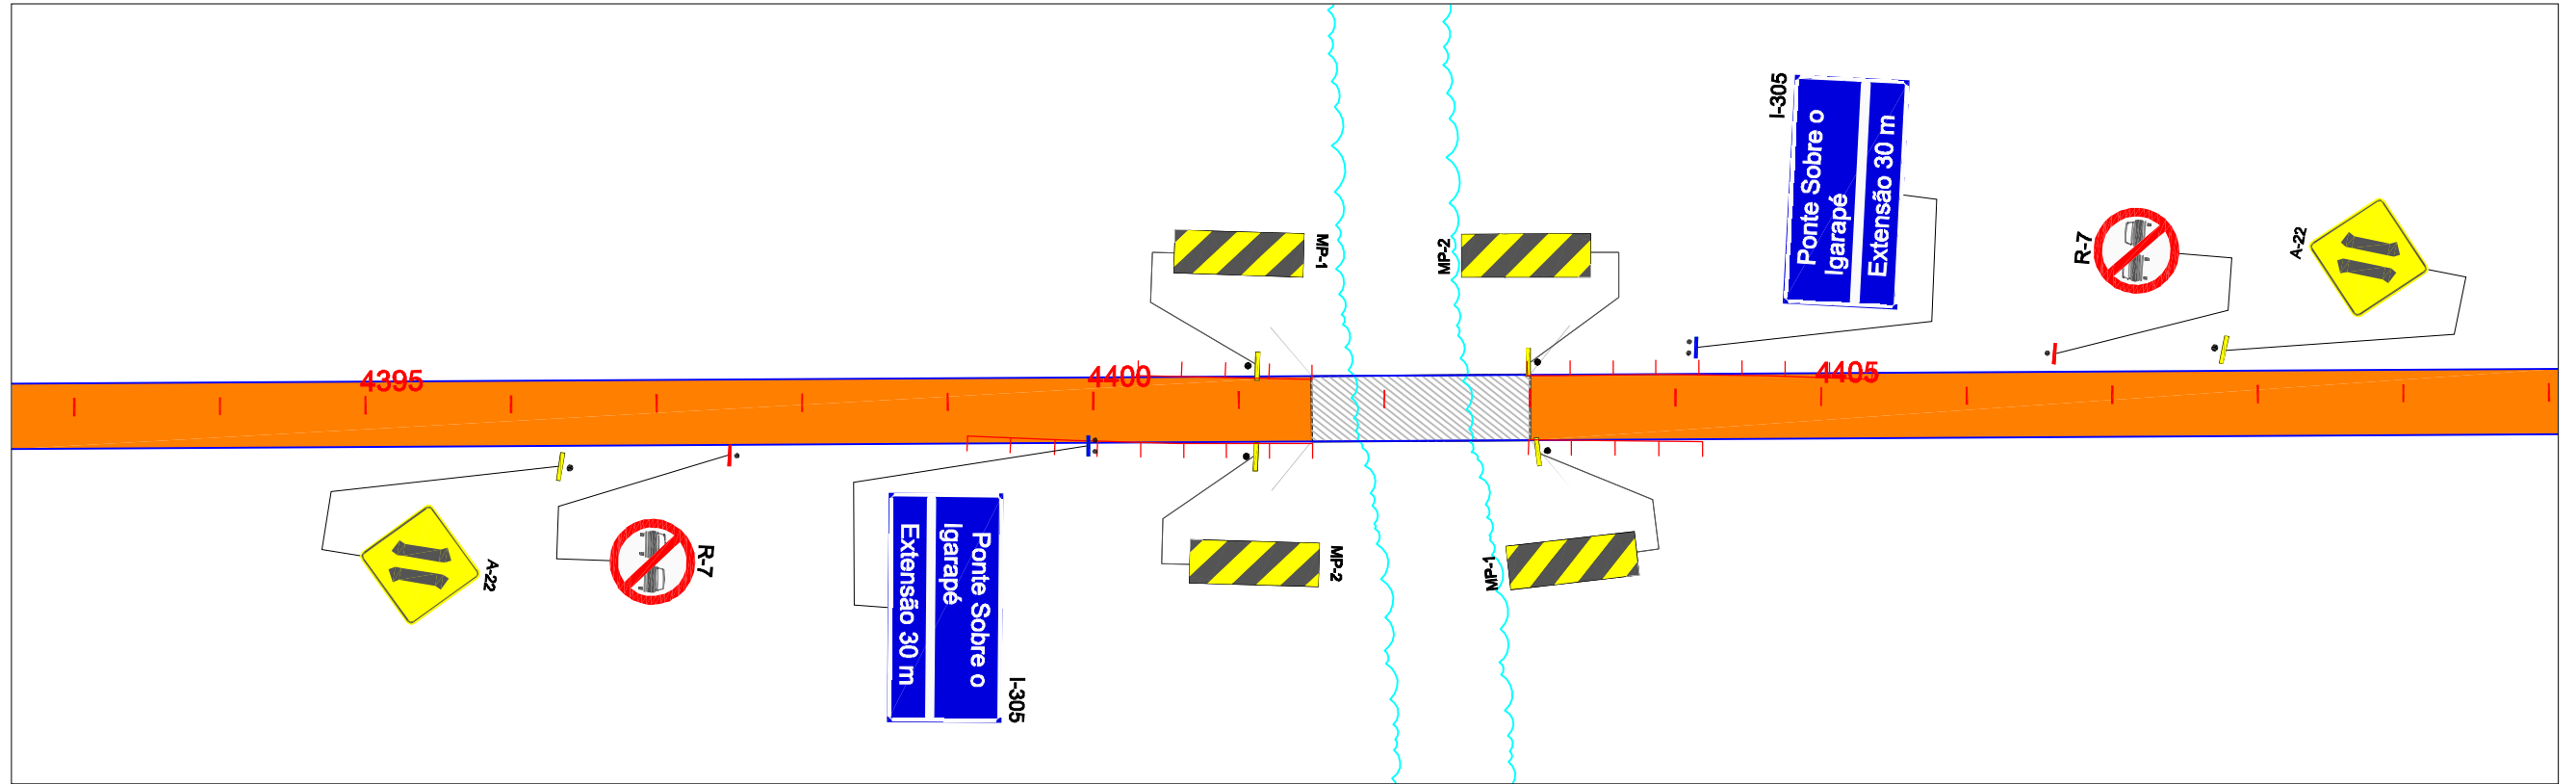 I-305
Ponte Sobre o
Igarapé
Extensão 30 m
MP-1
MP-2
R-7
A-22
4395
4400
4405
A-22
R-7
Ponte Sobre o
Igarapé
Extensão 30 m
I-305
MP-2
MP-1